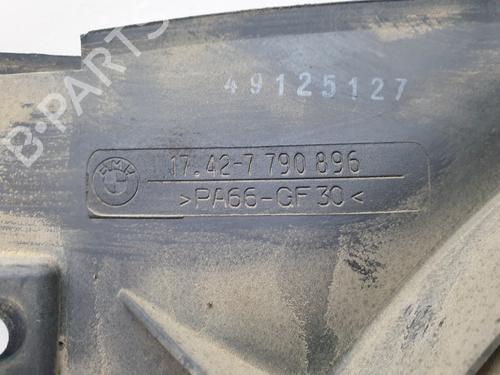 B-PARTS
49125127
BMW
17.42-7 790 896
>PA66-GF30<